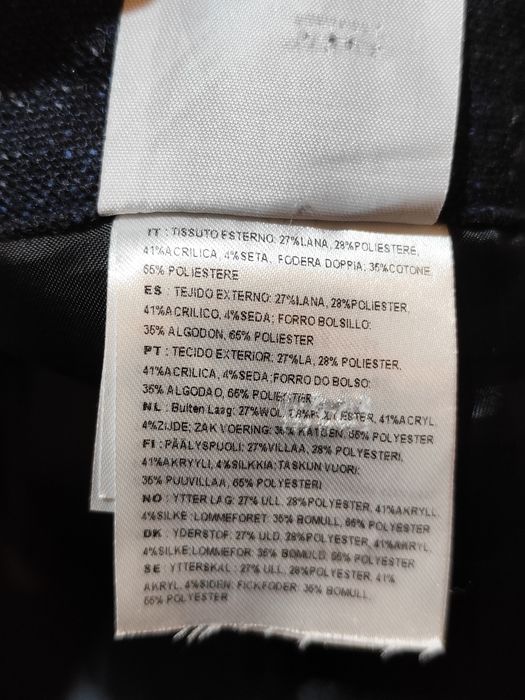 IT : TISSUTO ESTERNO: 27%LANA, 28%POLIESTERE,
41%ACRILICA, 4%SETA, FODERA DOPPIA: 35%COTONE,
65% POLIESTERE
ES : TEJIDO EXTERNO: 27%LANA, 28%POLIESTER,
41%ACRILICO, 4%SEDA; FORRO BOLSILLO:
35% ALGODON, 65% POLIESTER
PT : TECIDO EXTERIOR: 27%LA, 28% POLIESTER,
41%ACRILICA, 4%SEDA:FORRO DO BOLSO:
35% ALGODAO, 65% POLIESTER
NL : Buiten Laag: 27%WOL, 28%POLYESTER, 41%ACRYL,
4%ZIJDE; ZAK VOERING: 35% KATOEN, 65% POLYESTER
FI : PÄÄLYSPUOLI: 27%VILLAA, 28% POLYESTERI,
41%AKRYYLI, 4%SILKKIA:TASKUN VUORI:
35% PUUVILLAA, 65% POLYESTERI
NO : YTTER LAG: 27% ULL, 28%POLYESTER, 41%AKRYLL,
4%SILKE:LOMMEFORET: 35% BOMULL, 65% POLYESTER
DK : YDERSTOF: 27% ULD, 28%POLYESTER, 41%AKRYL,
4%SILKE:LOMMEFOR: 35% BOMULD, 65% POLYESTER
SE : YTTERSKAL: 27% ULL, 28%POLYESTER, 41%
AKRYL, 4%SIDEN: FICKFODER: 35% BOMULL,
65% POLYESTER